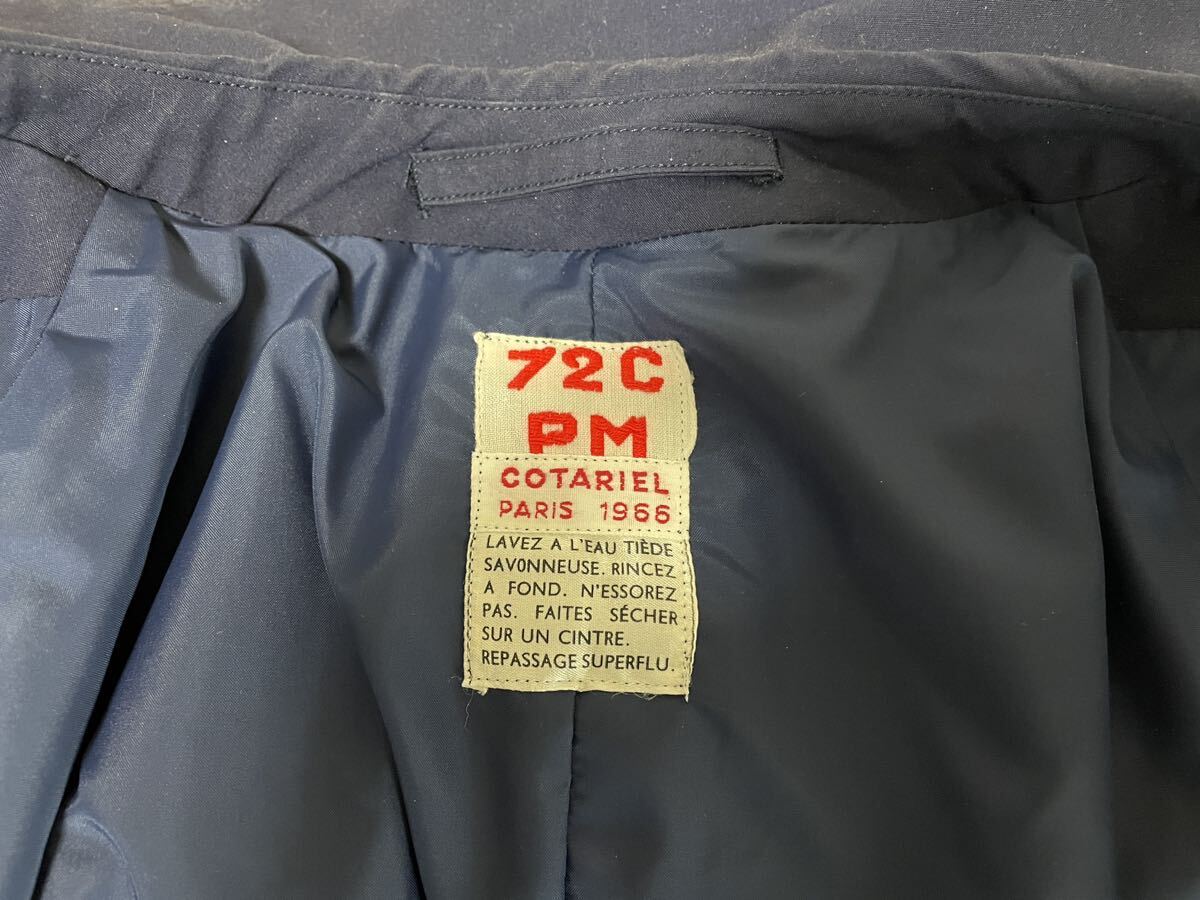 72C
PM
COTARIEL
PARIS 1966
LAVEZ A L'EAU TIÈDE
SAVONNEUSE. RINCEZ
A FOND. N'ESSOREZ
PAS. FAITES SÉCHER
SUR UN CINTRE.
REPASSAGE SUPERFLU.